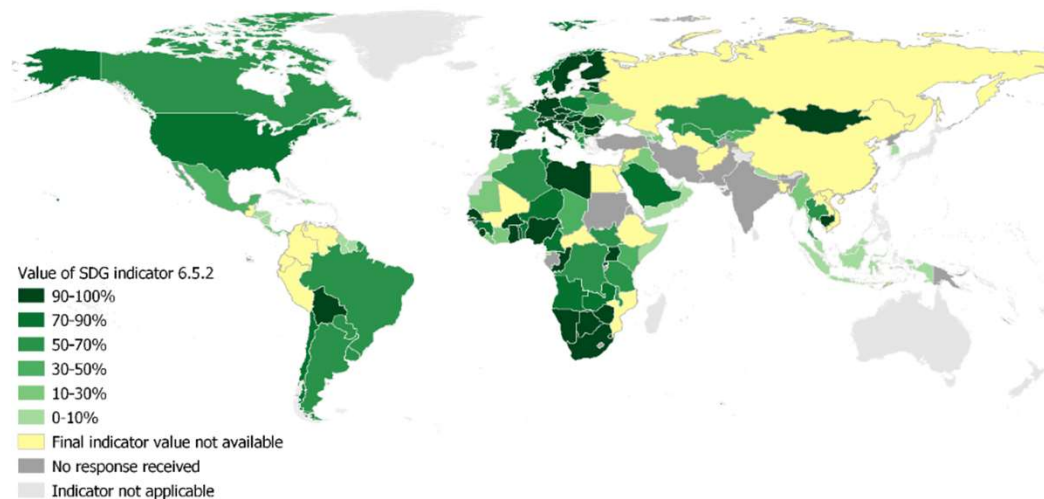 Value of SDG indicator 6.5.2
90-100%
70-90%
50-70%
30-50%
10-30%
0-10%
Final indicator value not available
No response received
Indicator not applicable